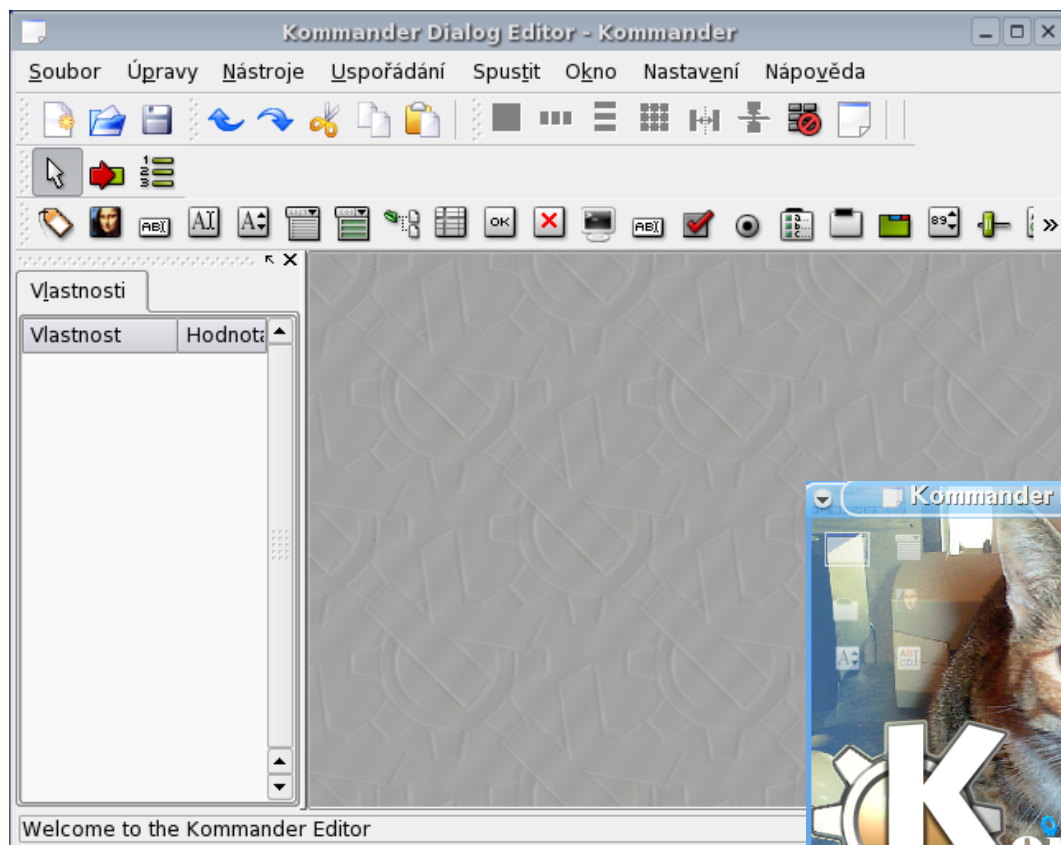 Kommander Dialog Editor - Kommander
Soubor Úpravy Nástroje Uspořádání Spustit Okno Nastavení Nápověda
Vlastnosti
Vlastnost Hodnota
Kommander
Welcome to the Kommander Editor